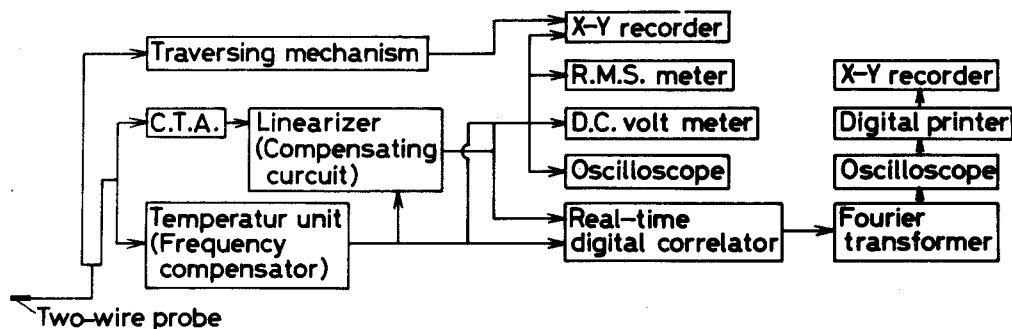 Traversing mechanism
X-Y recorder
R.M.S. meter
X-Y recorder
C.T.A.
Linearizer
(Compensating
curcuit)
D.C. volt meter
Digital printer
Oscilloscope
Oscilloscope
Temperatur unit
(Frequency
compensator)
Real-time
digital correlator
Fourier
transformer
Two-wire probe